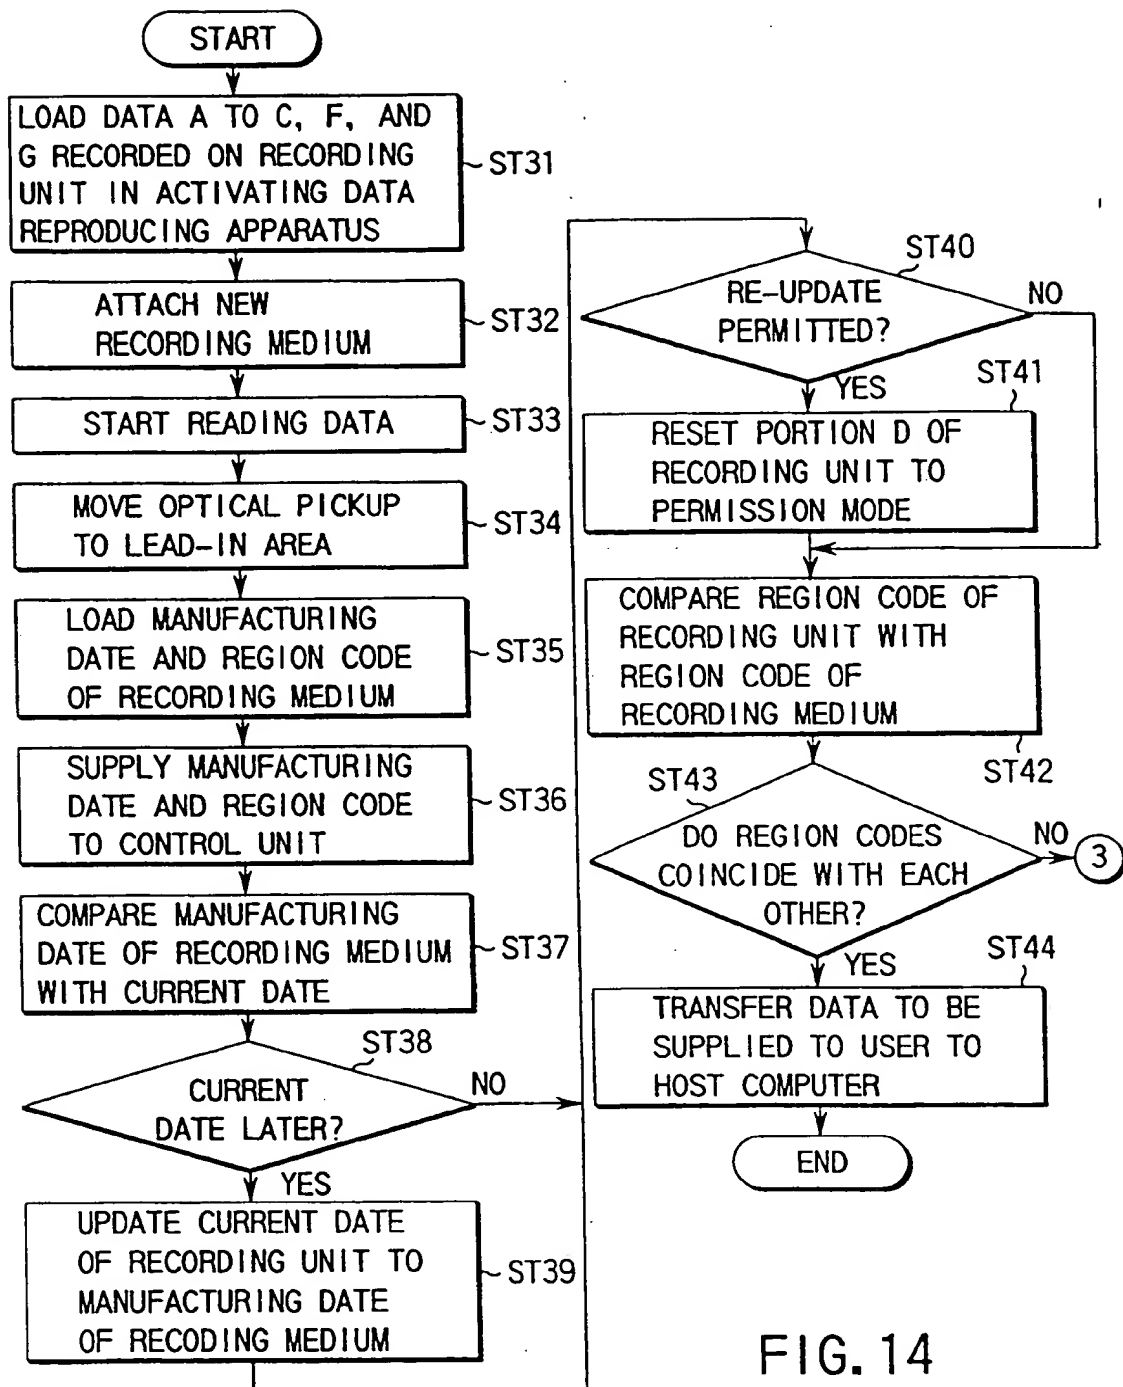 START
LOAD DATA A TO C, F, AND
G RECORDED ON RECORDING
UNIT IN ACTIVATING DATA
REPRODUCING APPARATUS
ST31
ATTACH NEW
RECORDING MEDIUM
ST32
START READING DATA
ST33
MOVE OPTICAL PICKUP
TO LEAD-IN AREA
ST34
LOAD MANUFACTURING
DATE AND REGION CODE
OF RECORDING MEDIUM
ST35
SUPPLY MANUFACTURING
DATE AND REGION CODE
TO CONTROL UNIT
ST36
COMPARE MANUFACTURING
DATE OF RECORDING MEDIUM
WITH CURRENT DATE
ST37
ST38
CURRENT
DATE LATER?
NO
YES
UPDATE CURRENT DATE
OF RECORDING UNIT TO
MANUFACTURING DATE
OF RECODING MEDIUM
ST39
ST40
RE-UPDATE
PERMITTED?
NO
YES
ST41
RESET PORTION D OF
RECORDING UNIT TO
PERMISSION MODE
COMPARE REGION CODE OF
RECORDING UNIT WITH
REGION CODE OF
RECORDING MEDIUM
ST42
ST43
DO REGION CODES
COINCIDE WITH EACH
OTHER?
NO
3
YES
ST44
TRANSFER DATA TO BE
SUPPLIED TO USER TO
HOST COMPUTER
END
FIG. 14